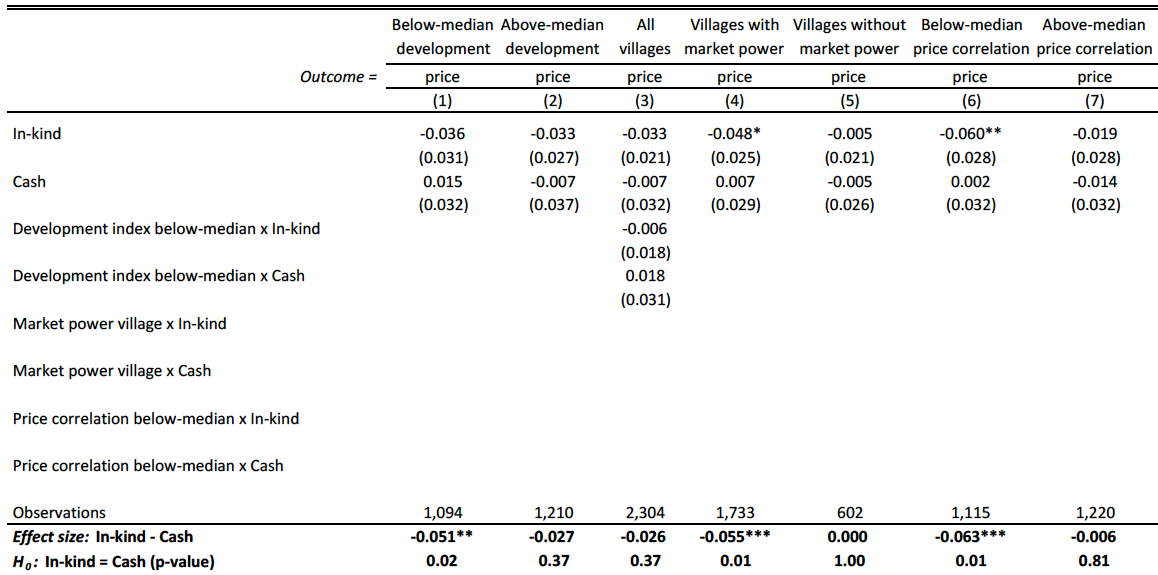 Below-median Above-median All Villages with Villages without Below-median Above-median
development development villages market power market power price correlation price correlation
Outcome = price price price price price price price
(1) (2) (3) (4) (5) (6) (7)
In-kind -0.036 -0.033 -0.033 -0.048* -0.005 -0.060** -0.019
(0.031) (0.027) (0.021) (0.025) (0.021) (0.028) (0.028)
Cash 0.015 -0.007 -0.007 0.007 -0.005 0.002 -0.014
(0.032) (0.037) (0.032) (0.029) (0.026) (0.032) (0.032)
Development index below-median x In-kind -0.006
(0.018)
Development index below-median x Cash 0.018
(0.031)
Market power village x In-kind
Market power village x Cash
Price correlation below-median x In-kind
Price correlation below-median x Cash
Observations 1,094 1,210 2,304 1,733 602 1,115 1,220
Effect size: In-kind - Cash -0.051** -0.027 -0.026 -0.055*** 0.000 -0.063*** -0.006
H₀: In-kind = Cash (p-value) 0.02 0.37 0.37 0.01 1.00 0.01 0.81